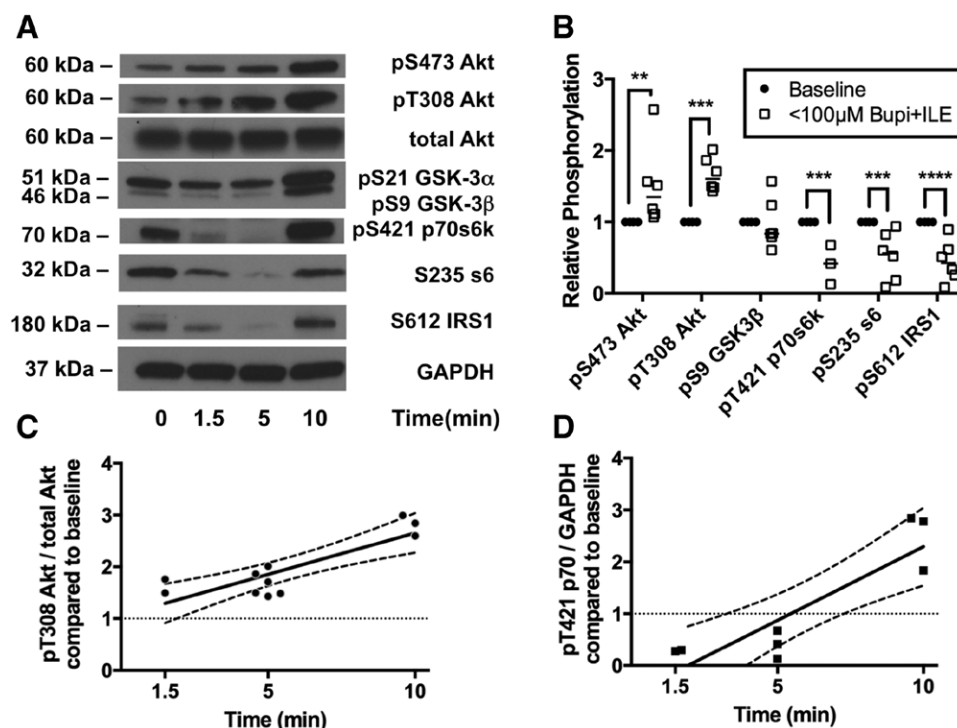 A
60 kDa – pS473 Akt
60 kDa – pT308 Akt
60 kDa – total Akt
51 kDa – pS21 GSK-3α
46 kDa – pS9 GSK-3β
70 kDa – pS421 p70s6k
32 kDa – S235 s6
180 kDa – S612 IRS1
37 kDa – GAPDH
0 1.5 5 10 Time(min)
B
Relative Phosphorylation
3
2
1
0
** *** *** *** ****
Baseline
<100µM Bupi+ILE
pS473 Akt
pT308 Akt
pS9 GSK3β
pT421 p70s6k
pS235 s6
pS612 IRS1
C
pT308 Akt / total Akt
compared to baseline
4
3
2
1
0
1.5 5 10
Time (min)
D
pT421 p70 / GAPDH
compared to baseline
4
3
2
1
0
1.5 5 10
Time (min)